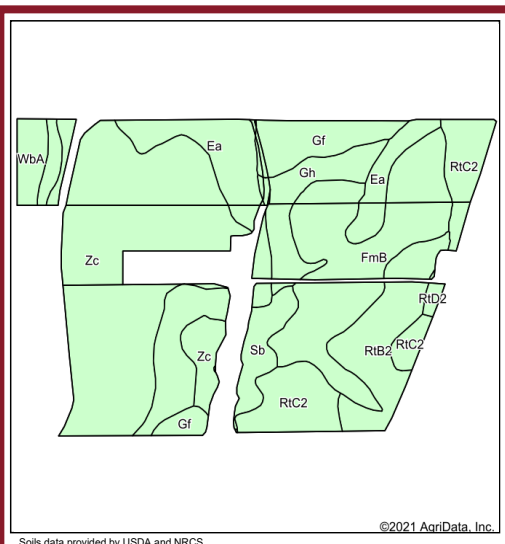 WbA
Ea
Gf
Gh
Ea
RtC2
Zc
FmB
RtD2
Sb
Zc
RtB2
RtC2
RtC2
Gf
©2021 AgriData, Inc.
Soils data provided by USDA and NRCS